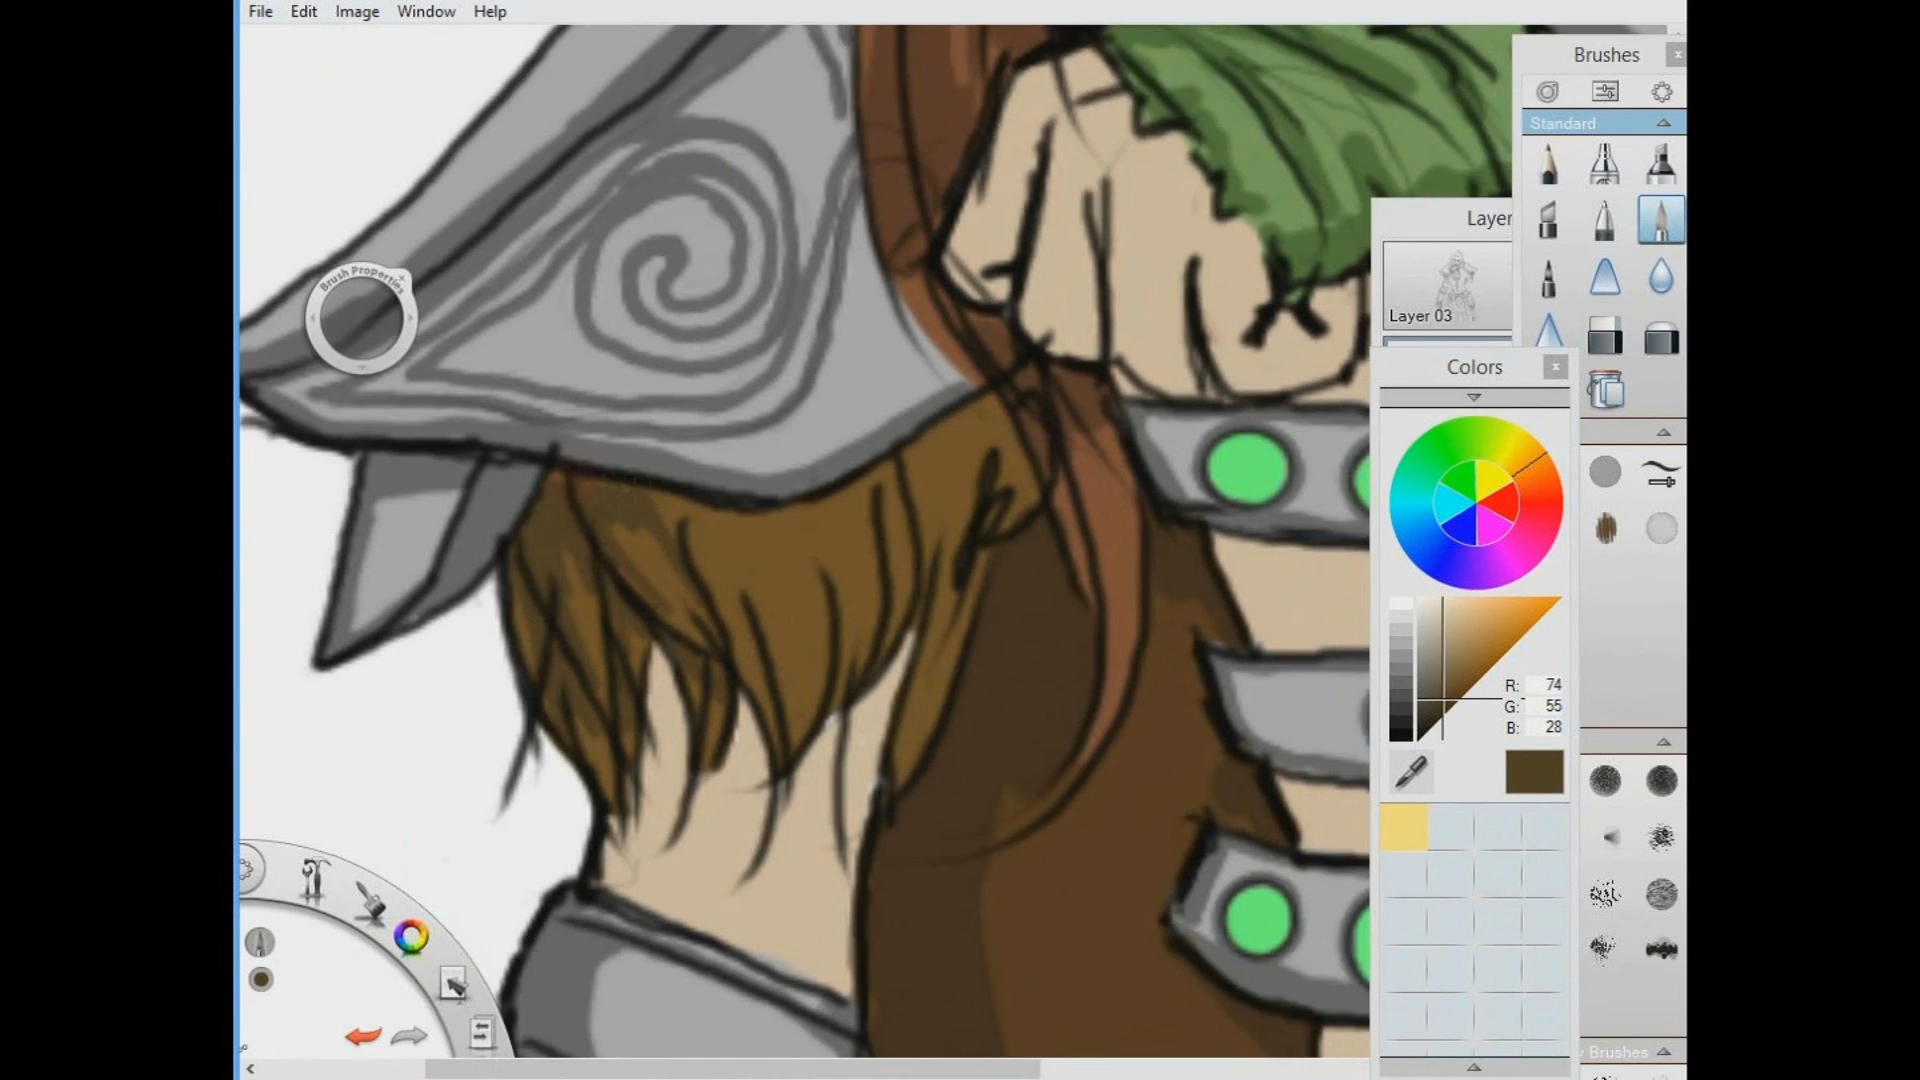 File Edit Image Window Help
Brushes
Standard
Layer
Layer 03
Brush Properties
Colors
R: 74
G: 55
B: 28
Brushes